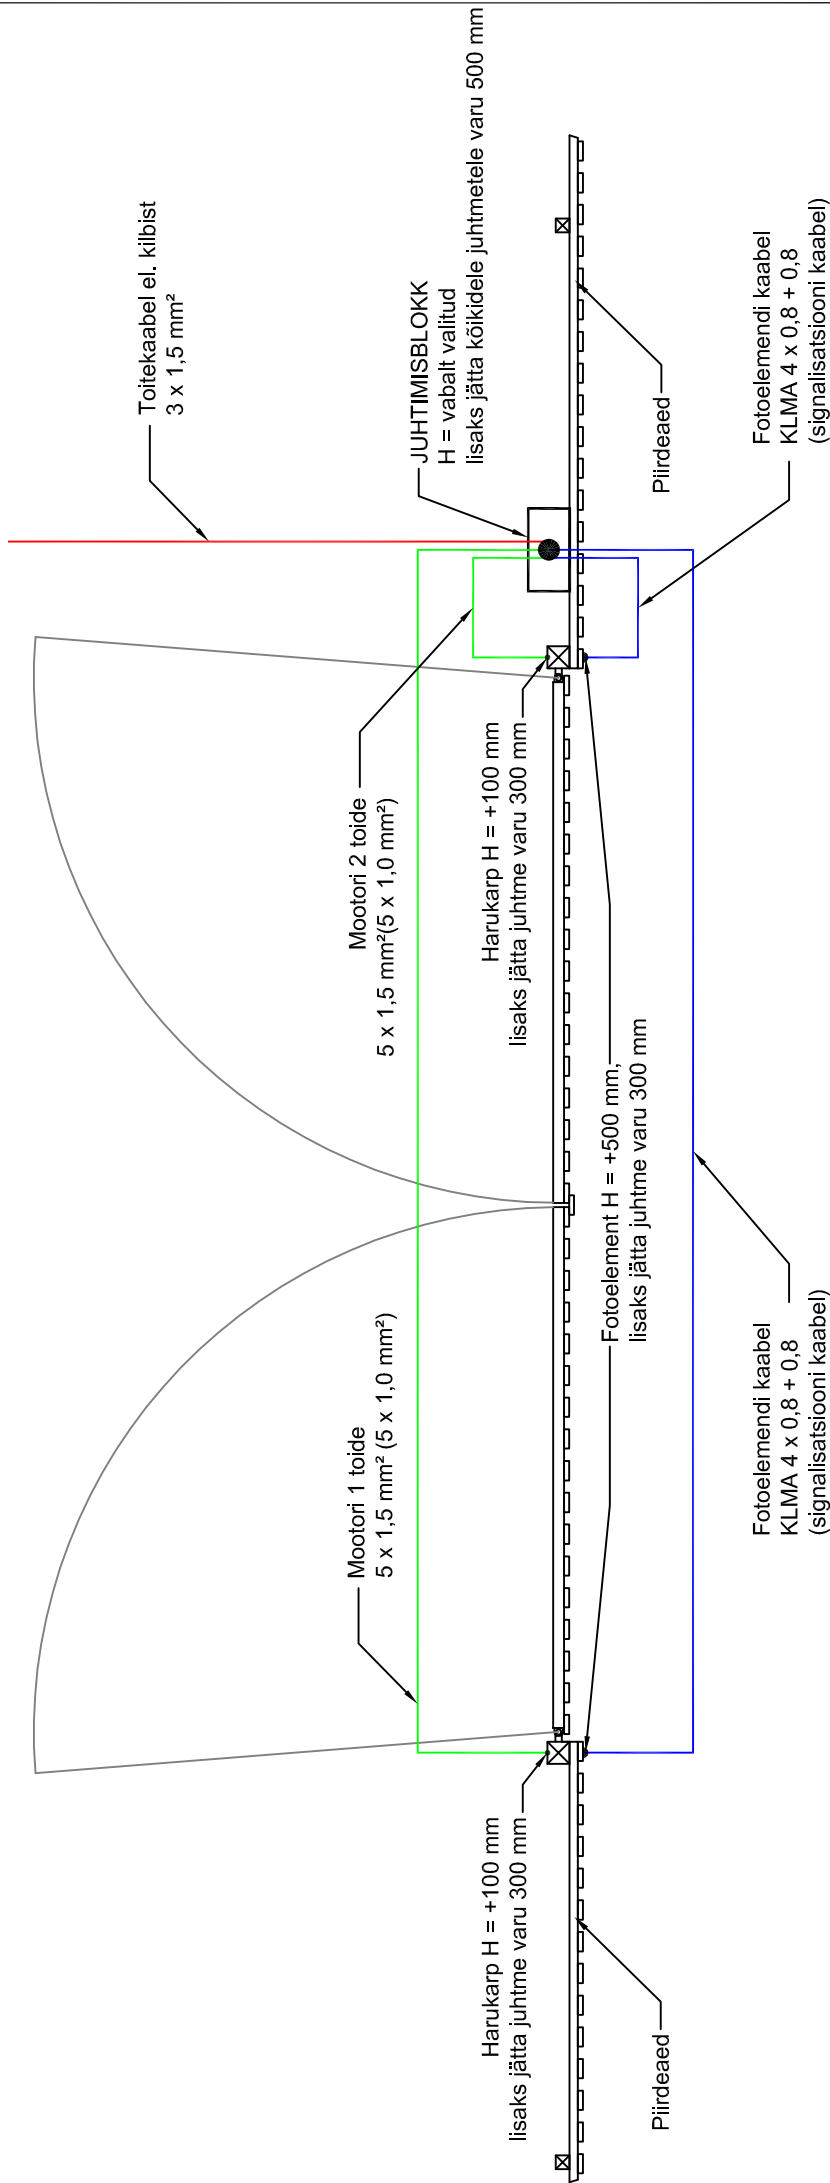 Toitekaabel el. kilbist
3 x 1,5 mm²
JUHTIMISBLOKK
H = vabalt valitud
lisaks jätta kõikidele juhtmetele varu 500 mm
Mootori 1 toide
5 x 1,5 mm² (5 x 1,0 mm²)
Mootori 2 toide
5 x 1,5 mm²(5 x 1,0 mm²)
Harukarp H = +100 mm
lisaks jätta juhtme varu 300 mm
Harukarp H = +100 mm
lisaks jätta juhtme varu 300 mm
Fotoelement H = +500 mm,
lisaks jätta juhtme varu 300 mm
Piirdeaed
Piirdeaed
Fotoelemendi kaabel
KLMA 4 x 0,8 + 0,8
(signalisatsiooni kaabel)
Fotoelemendi kaabel
KLMA 4 x 0,8 + 0,8
(signalisatsiooni kaabel)